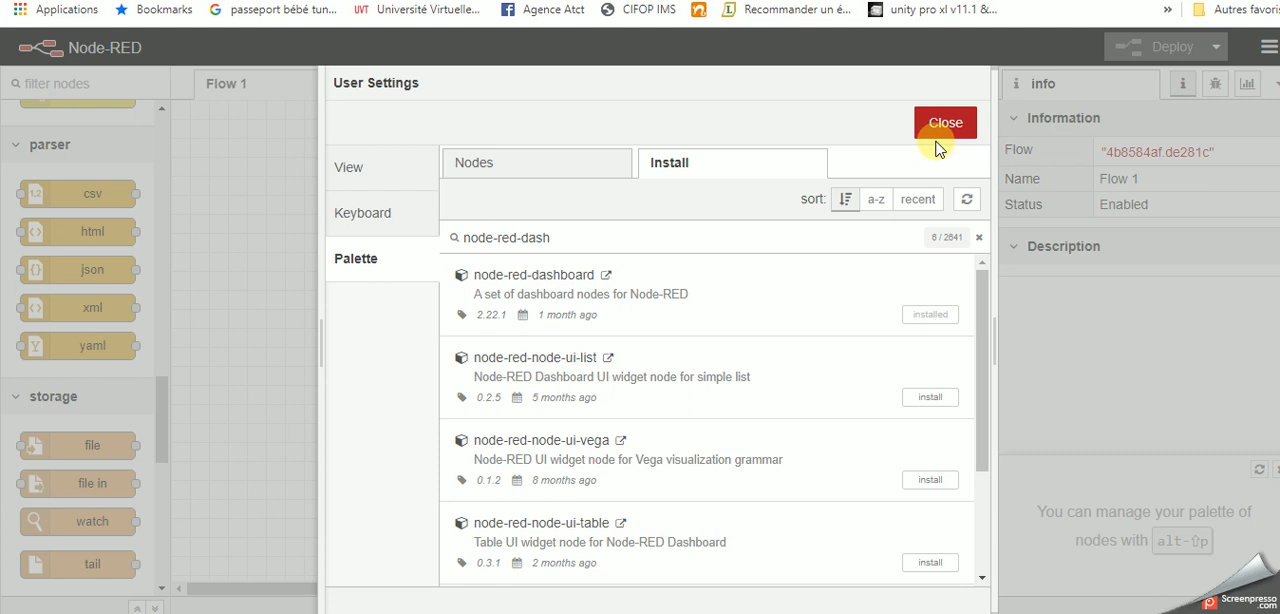 Applications Bookmarks passeport bébé tun... Université Virtuelle... Agence Atct CIFOP IMS Recommander un é... unity pro xl v11.1 &... » Autres favoris
Node-RED Deploy
filter nodes
Flow 1
parser
csv
html
json
xml
yaml
storage
file
file in
watch
tail
User Settings
Close
View
Keyboard
Palette
Nodes Install
sort: a-z recent
node-red-dash 6 / 2641
node-red-dashboard
A set of dashboard nodes for Node-RED
2.22.1 1 month ago installed
node-red-node-ui-list
Node-RED Dashboard UI widget node for simple list
0.2.5 5 months ago install
node-red-node-ui-vega
Node-RED UI widget node for Vega visualization grammar
0.1.2 8 months ago install
node-red-node-ui-table
Table UI widget node for Node-RED Dashboard
0.3.1 2 months ago install
info
Information
Flow "4b8584af.de281c"
Name Flow 1
Status Enabled
Description
You can manage your palette of
nodes with alt-⇧p
Screenpresso
.com